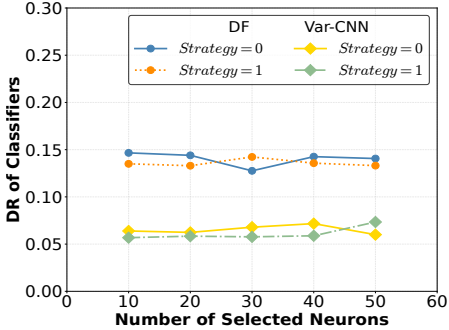 DF Var-CNN
Strategy = 0 Strategy = 0
Strategy = 1 Strategy = 1
DR of Classifiers
0.30
0.25
0.20
0.15
0.10
0.05
0.00
0 10 20 30 40 50 60
Number of Selected Neurons